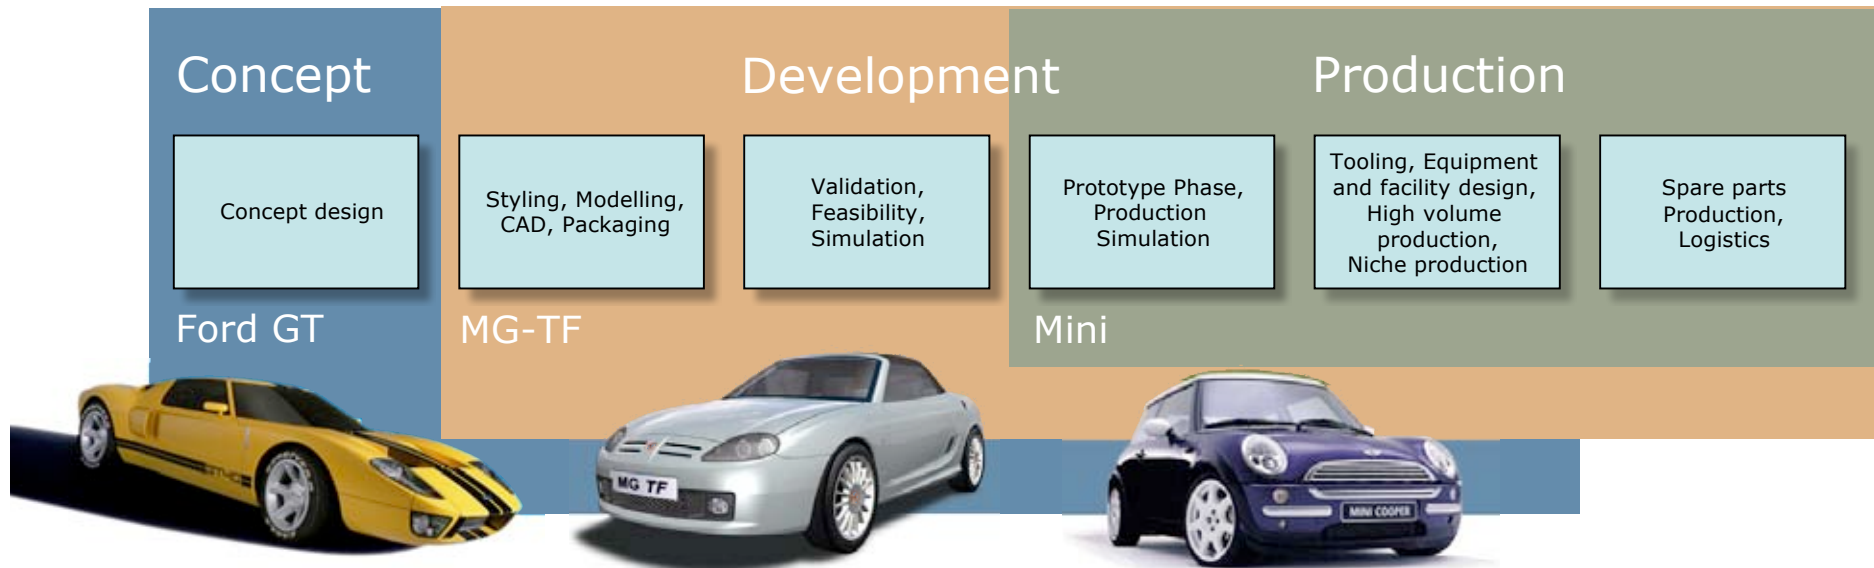 Concept
Development
Production
Concept design
Styling, Modelling,
CAD, Packaging
Validation,
Feasibility,
Simulation
Prototype Phase,
Production
Simulation
Tooling, Equipment
and facility design,
High volume
production,
Niche production
Spare parts
Production,
Logistics
Ford GT
MG-TF
Mini
MG TF
MINI COOPER